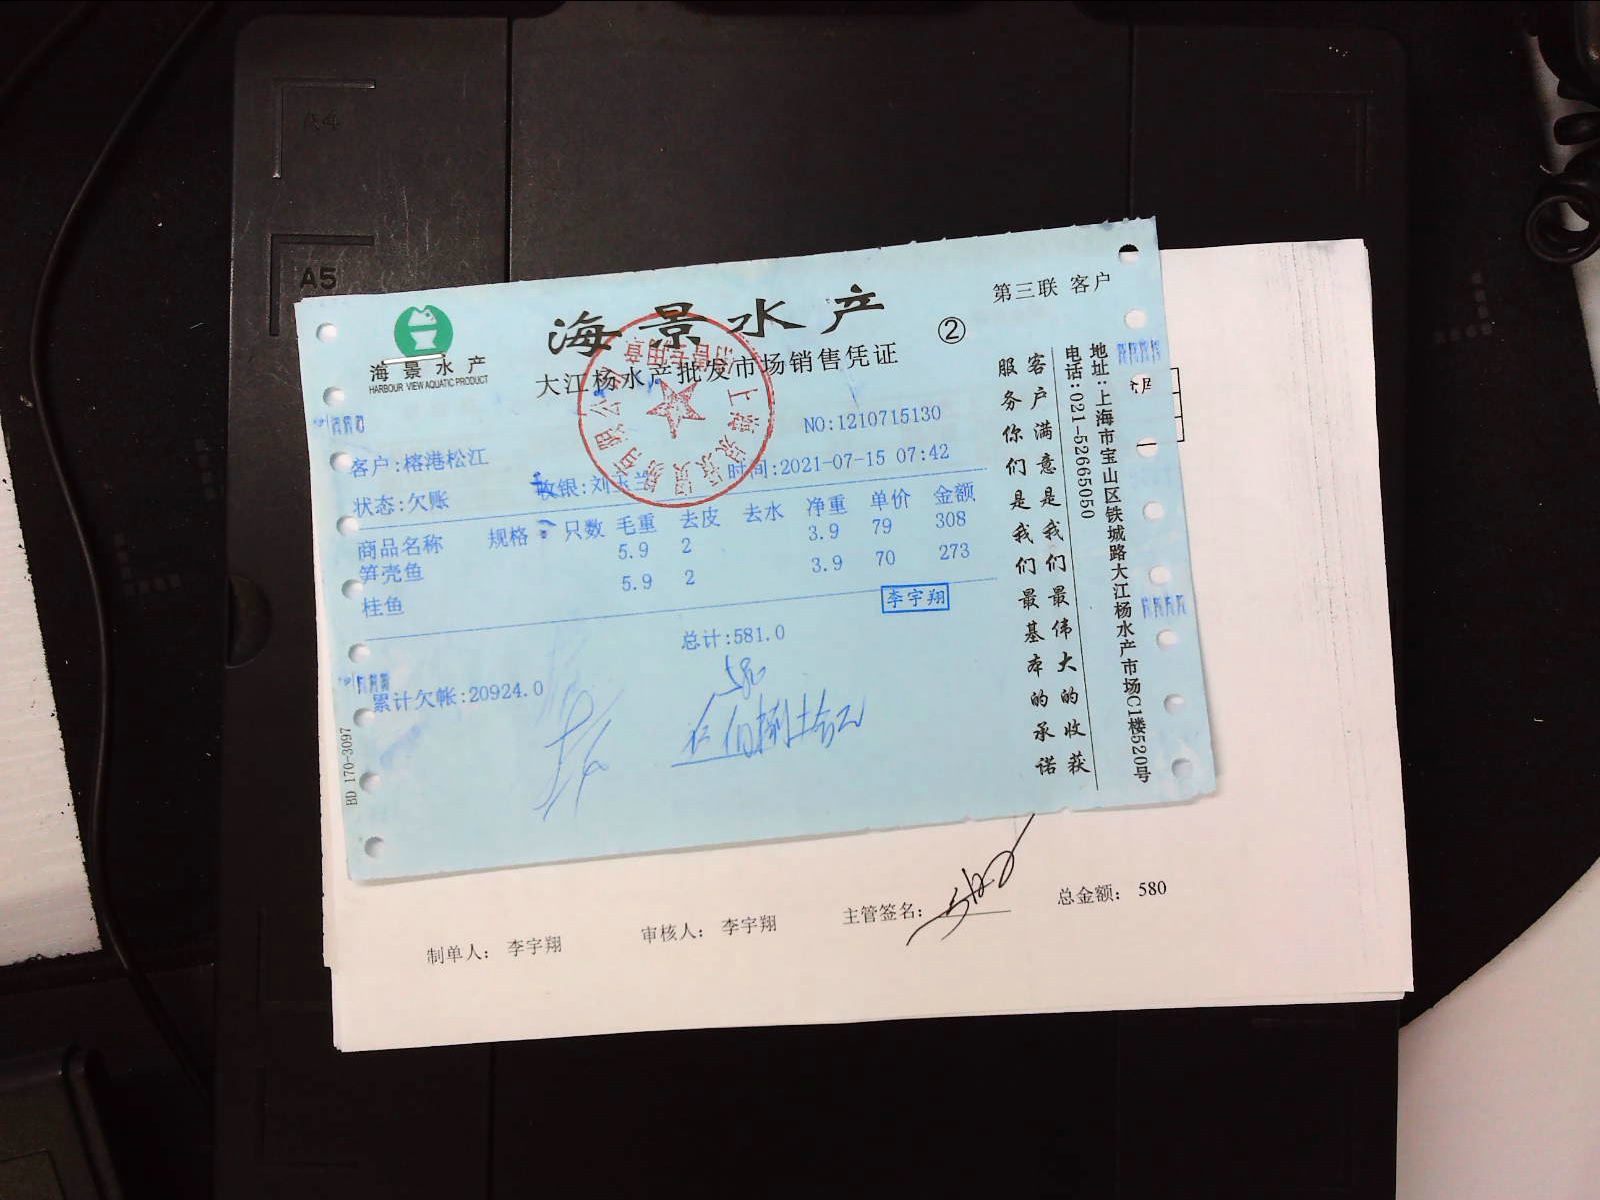 A4
A5
海景水产
HARBOUR VIEW AQUATIC PRODUCT
海景水产
大江杨水产批发市场销售凭证
②
第三联 客户
NO:1210715130
客户:榕港松江
状态:欠账
收银:刘玉兰
时间:2021-07-15 07:42
商品名称 规格 只数 毛重 去皮 去水 净重 单价 金额
笋壳鱼 5.9 2 3.9 79 308
桂鱼 5.9 2 3.9 70 273
李宇翔
总计:581.0
580
伍佰捌拾元
累计欠帐:20924.0
BD 170-3097
客户满意是我们最伟大的收获
服务你们是我们最基本的承诺
地址:上海市宝山区铁城路大江杨水产市场C1楼520号
电话:021-52665050
制单人: 李宇翔
审核人: 李宇翔
主管签名:
总金额: 580